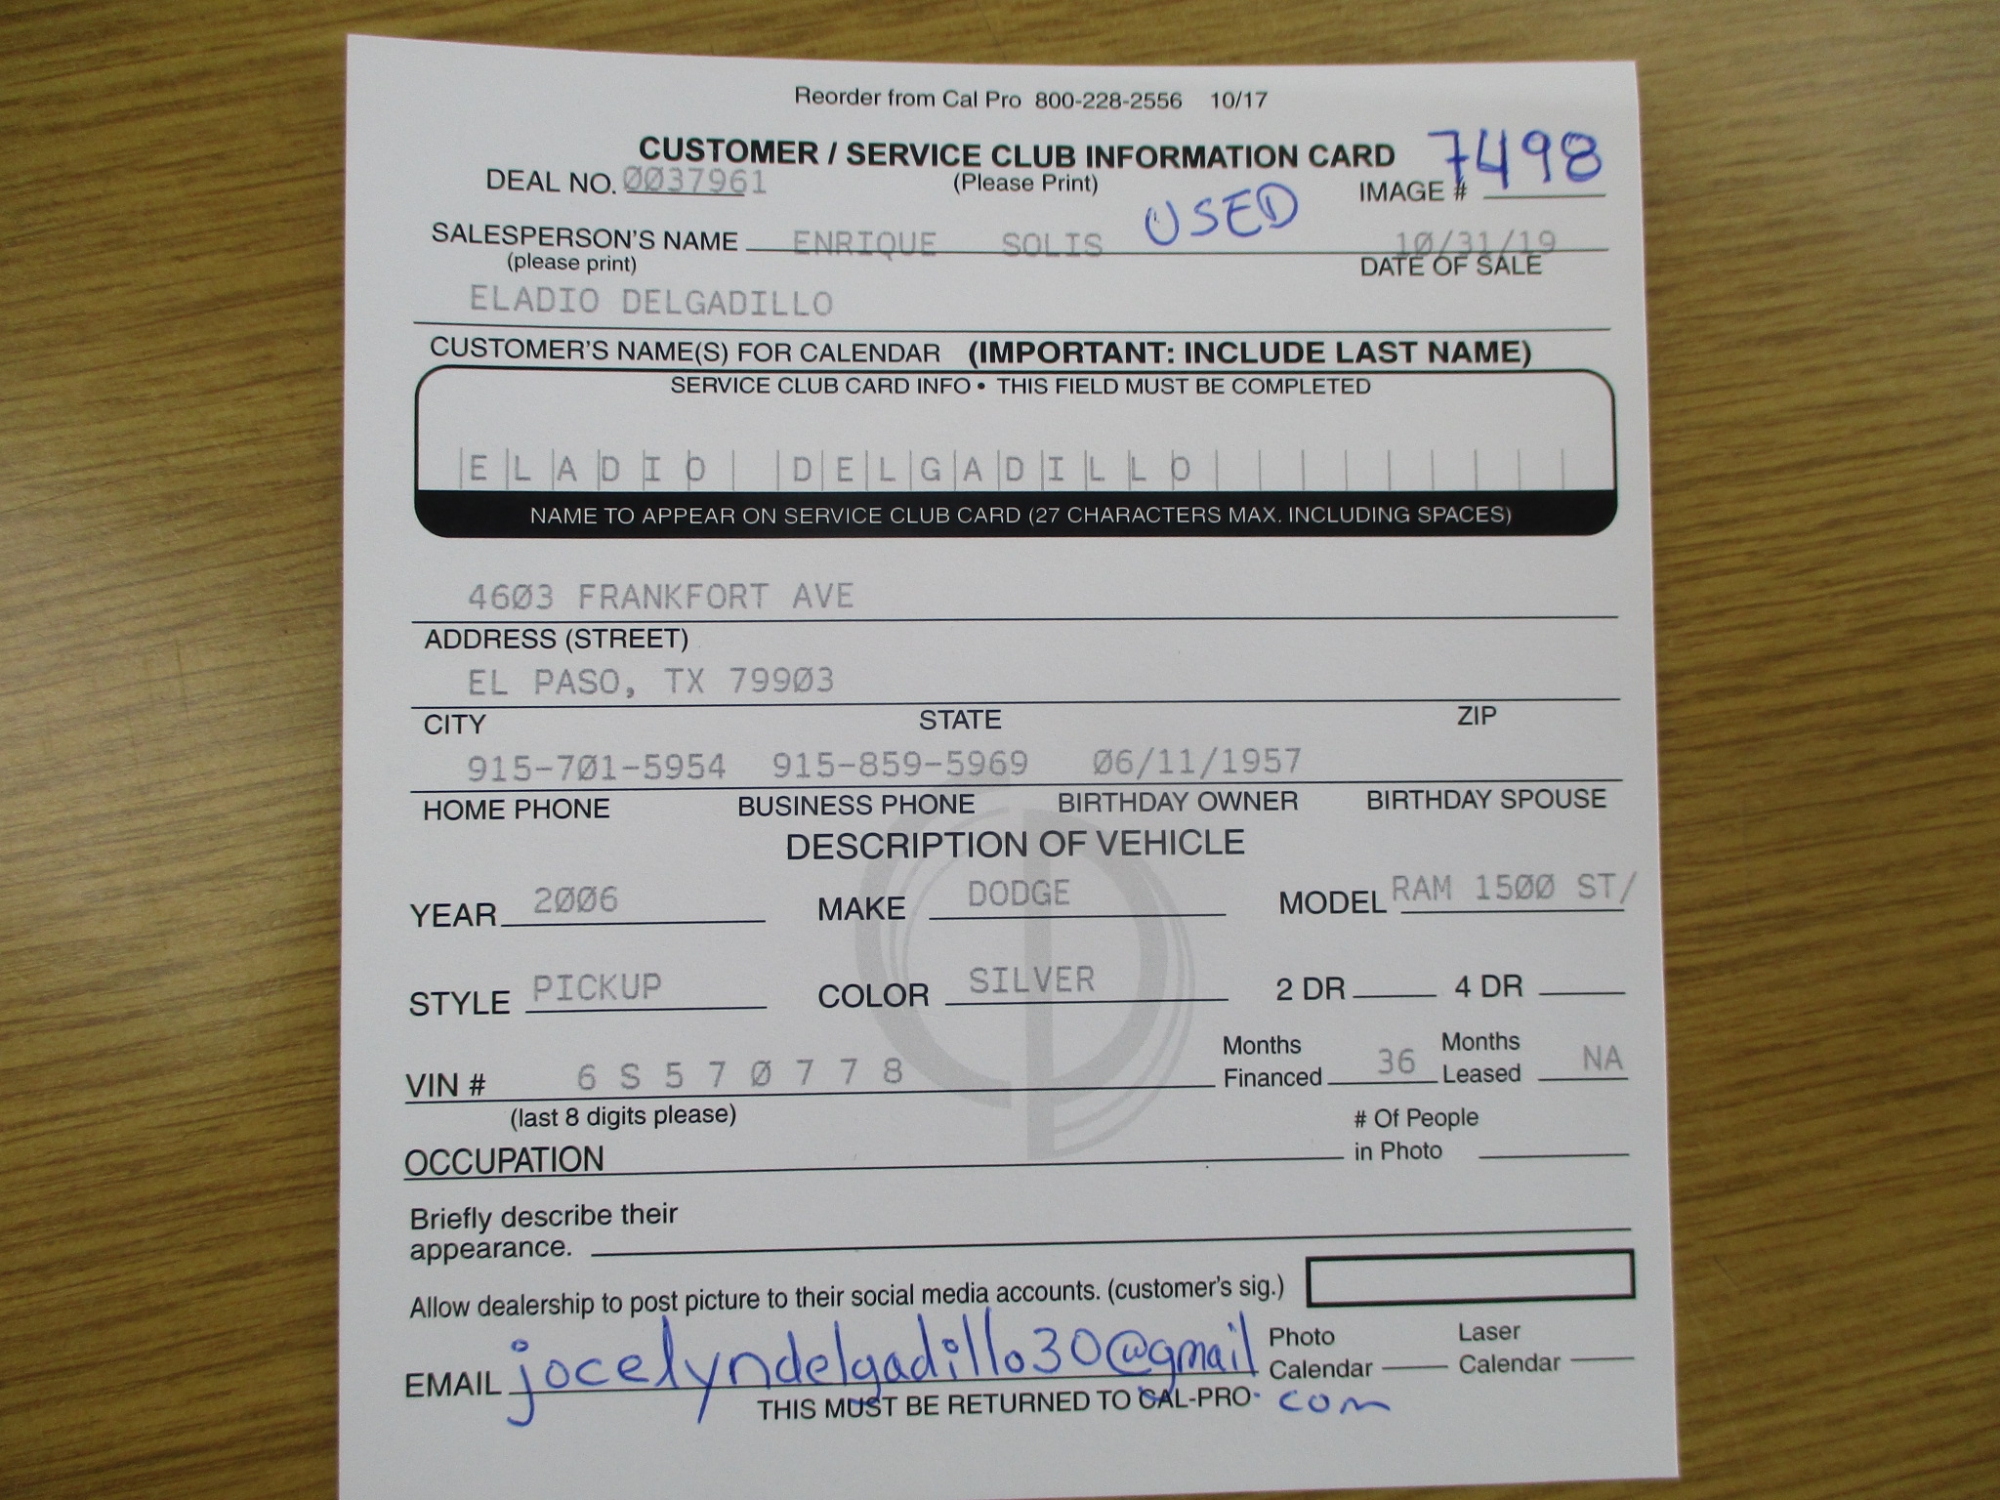 Reorder from Cal Pro 800-228-2556 10/17
CUSTOMER / SERVICE CLUB INFORMATION CARD 7498
DEAL NO. 0037961 (Please Print) IMAGE #
USED
SALESPERSON'S NAME ENRIQUE SOLIS 10/31/19
(please print) DATE OF SALE
ELADIO DELGADILLO
CUSTOMER'S NAME(S) FOR CALENDAR (IMPORTANT: INCLUDE LAST NAME)
SERVICE CLUB CARD INFO • THIS FIELD MUST BE COMPLETED
ELADIO DELGADILLO
NAME TO APPEAR ON SERVICE CLUB CARD (27 CHARACTERS MAX. INCLUDING SPACES)
4603 FRANKFORT AVE
ADDRESS (STREET)
EL PASO, TX 79903
CITY STATE ZIP
915-701-5954 915-859-5969 06/11/1957
HOME PHONE BUSINESS PHONE BIRTHDAY OWNER BIRTHDAY SPOUSE
DESCRIPTION OF VEHICLE
YEAR 2006 MAKE DODGE MODEL RAM 1500 ST/
STYLE PICKUP COLOR SILVER 2 DR 4 DR
VIN # 6S570778 Months Financed 36 Months Leased NA
(last 8 digits please)
OCCUPATION # Of People in Photo
Briefly describe their
appearance.
Allow dealership to post picture to their social media accounts. (customer's sig.)
EMAIL jocelyndelgadillo30@gmail Photo Calendar Laser Calendar
THIS MUST BE RETURNED TO CAL-PRO .com